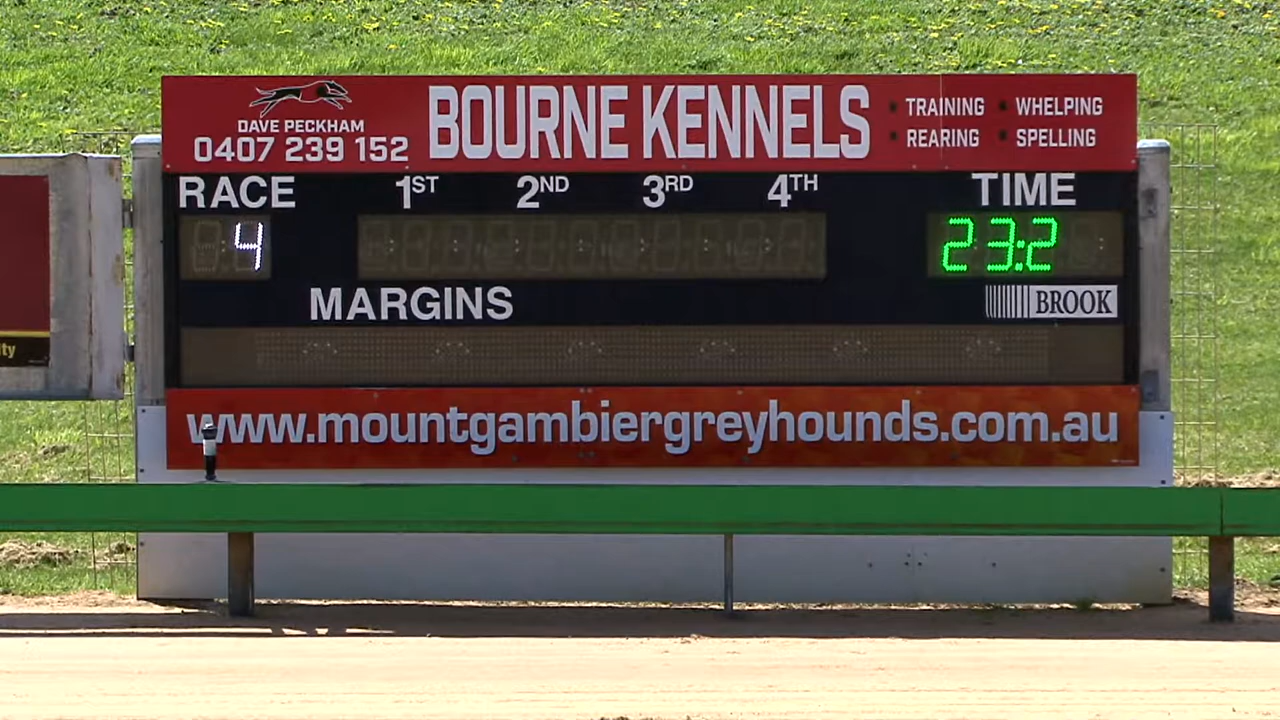 DAVE PECKHAM
0407 239 152
BOURNE KENNELS
TRAINING
WHELPING
REARING
SPELLING
RACE 1ST 2ND 3RD 4TH TIME
4 23:2
MARGINS
BROOK
lty
www.mountgambiergreyhounds.com.au